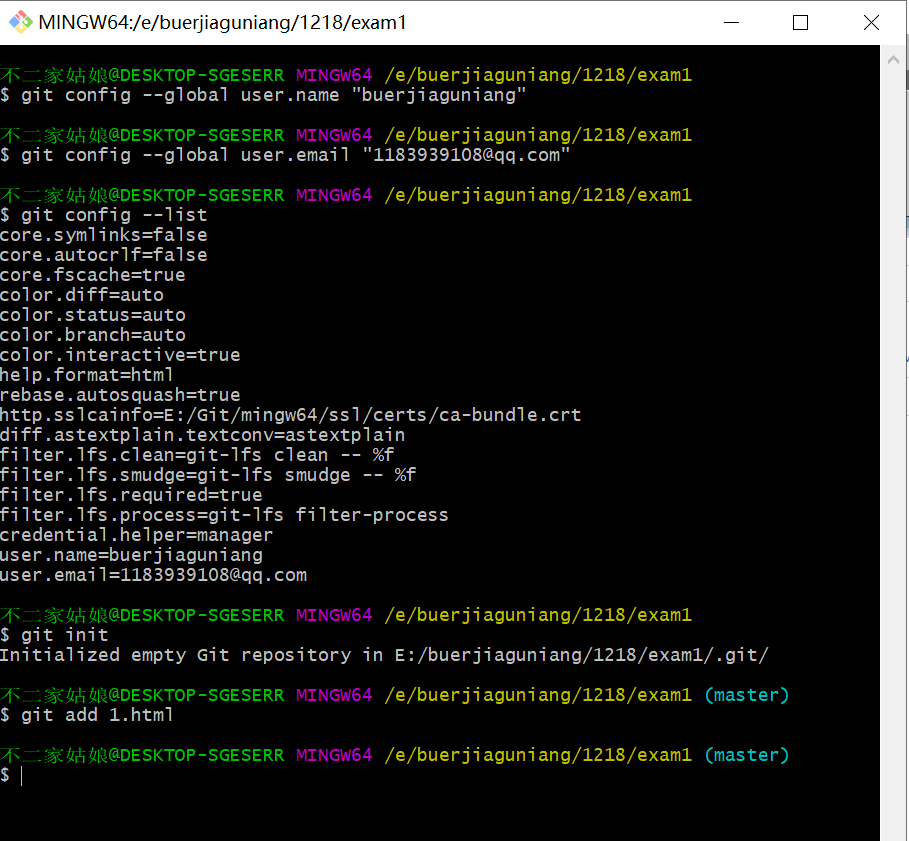 MINGW64:/e/buerjiaguniang/1218/exam1
不二家姑娘@DESKTOP-SGESERR MINGW64 /e/buerjiaguniang/1218/exam1
$ git config --global user.name "buerjiaguniang"
不二家姑娘@DESKTOP-SGESERR MINGW64 /e/buerjiaguniang/1218/exam1
$ git config --global user.email "1183939108@qq.com"
不二家姑娘@DESKTOP-SGESERR MINGW64 /e/buerjiaguniang/1218/exam1
$ git config --list
core.symlinks=false
core.autocrlf=false
core.fscache=true
color.diff=auto
color.status=auto
color.branch=auto
color.interactive=true
help.format=html
rebase.autosquash=true
http.sslcainfo=E:/Git/mingw64/ssl/certs/ca-bundle.crt
diff.astextplain.textconv=astextplain
filter.lfs.clean=git-lfs clean -- %f
filter.lfs.smudge=git-lfs smudge -- %f
filter.lfs.required=true
filter.lfs.process=git-lfs filter-process
credential.helper=manager
user.name=buerjiaguniang
user.email=1183939108@qq.com
不二家姑娘@DESKTOP-SGESERR MINGW64 /e/buerjiaguniang/1218/exam1
$ git init
Initialized empty Git repository in E:/buerjiaguniang/1218/exam1/.git/
不二家姑娘@DESKTOP-SGESERR MINGW64 /e/buerjiaguniang/1218/exam1 (master)
$ git add 1.html
不二家姑娘@DESKTOP-SGESERR MINGW64 /e/buerjiaguniang/1218/exam1 (master)
$